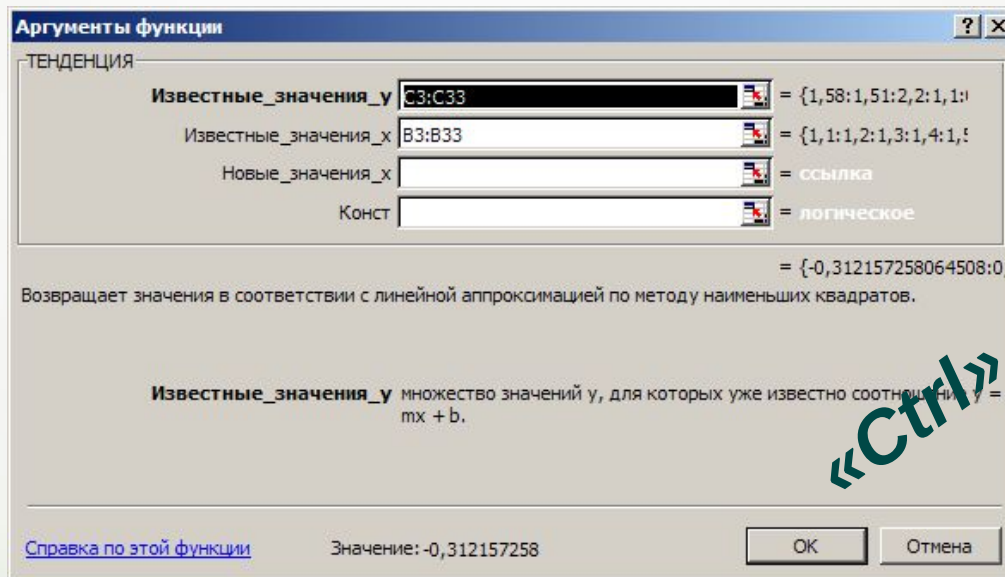 Аргументы функции
ТЕНДЕНЦИЯ
Известные_значения_y C3:C33 = {1,58:1,51:2,2:1,1:
Известные_значения_x B3:B33 = {1,1:1,2:1,3:1,4:1,
Новые_значения_x = ссылка
Конст = логическое
= {-0,312157258064508:0,
Возвращает значения в соответствии с линейной аппроксимацией по методу наименьших квадратов.
Известные_значения_y множество значений y, для которых уже известно соотношение y =
mx + b.
«Ctrl»
Справка по этой функции Значение: -0,312157258 OK Отмена